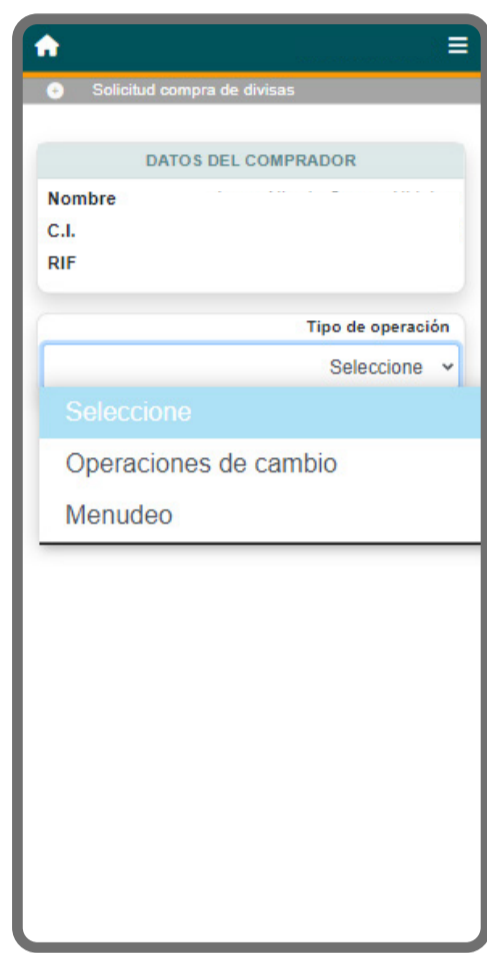 Solicitud compra de divisas
DATOS DEL COMPRADOR
Nombre
C.I.
RIF
Tipo de operación
Seleccione
Seleccione
Operaciones de cambio
Menudeo